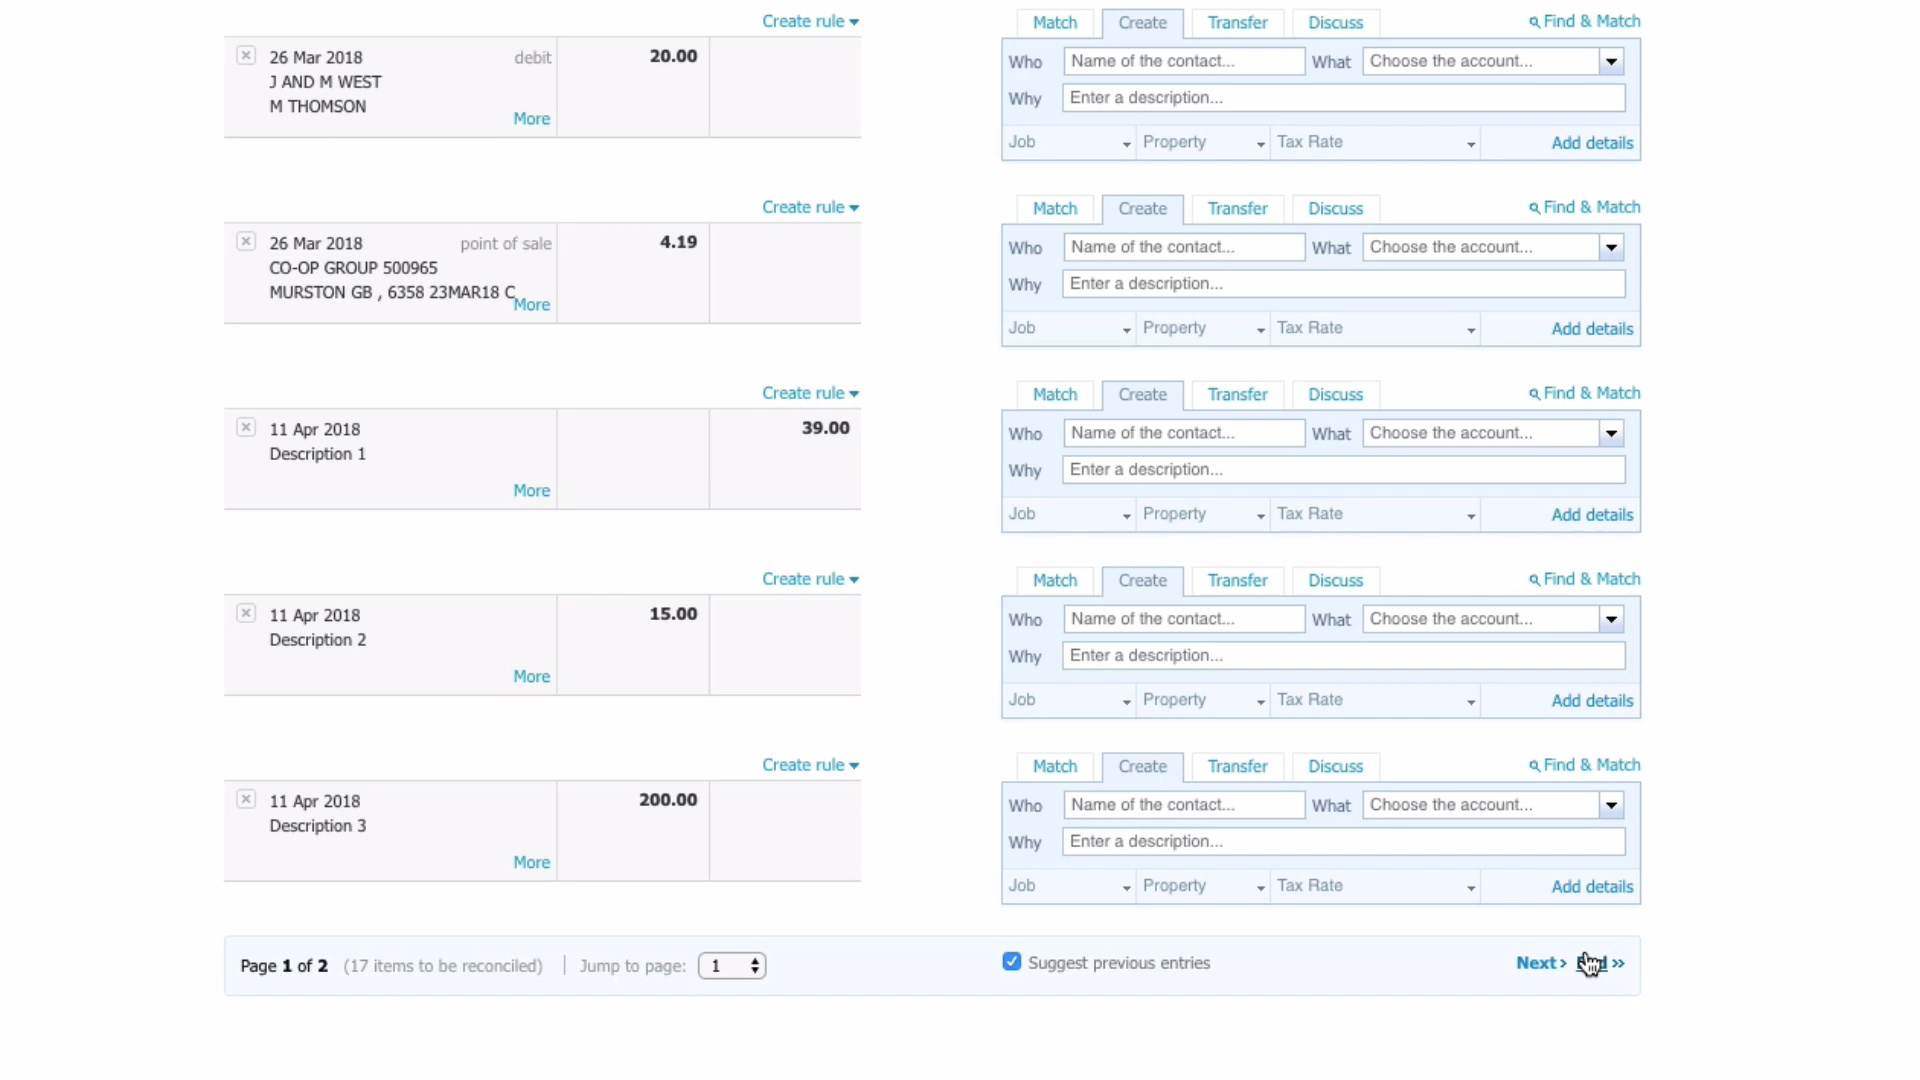 Create rule
Match Create Transfer Discuss Find & Match
26 Mar 2018 debit 20.00
J AND M WEST
M THOMSON
More
Who Name of the contact... What Choose the account...
Why Enter a description...
Job Property Tax Rate Add details
Create rule
Match Create Transfer Discuss Find & Match
26 Mar 2018 point of sale 4.19
CO-OP GROUP 500965
MURSTON GB , 6358 23MAR18 C
More
Who Name of the contact... What Choose the account...
Why Enter a description...
Job Property Tax Rate Add details
Create rule
Match Create Transfer Discuss Find & Match
11 Apr 2018 39.00
Description 1
More
Who Name of the contact... What Choose the account...
Why Enter a description...
Job Property Tax Rate Add details
Create rule
Match Create Transfer Discuss Find & Match
11 Apr 2018 15.00
Description 2
More
Who Name of the contact... What Choose the account...
Why Enter a description...
Job Property Tax Rate Add details
Create rule
Match Create Transfer Discuss Find & Match
11 Apr 2018 200.00
Description 3
More
Who Name of the contact... What Choose the account...
Why Enter a description...
Job Property Tax Rate Add details
Page 1 of 2 (17 items to be reconciled) | Jump to page: 1 Suggest previous entries Next > »